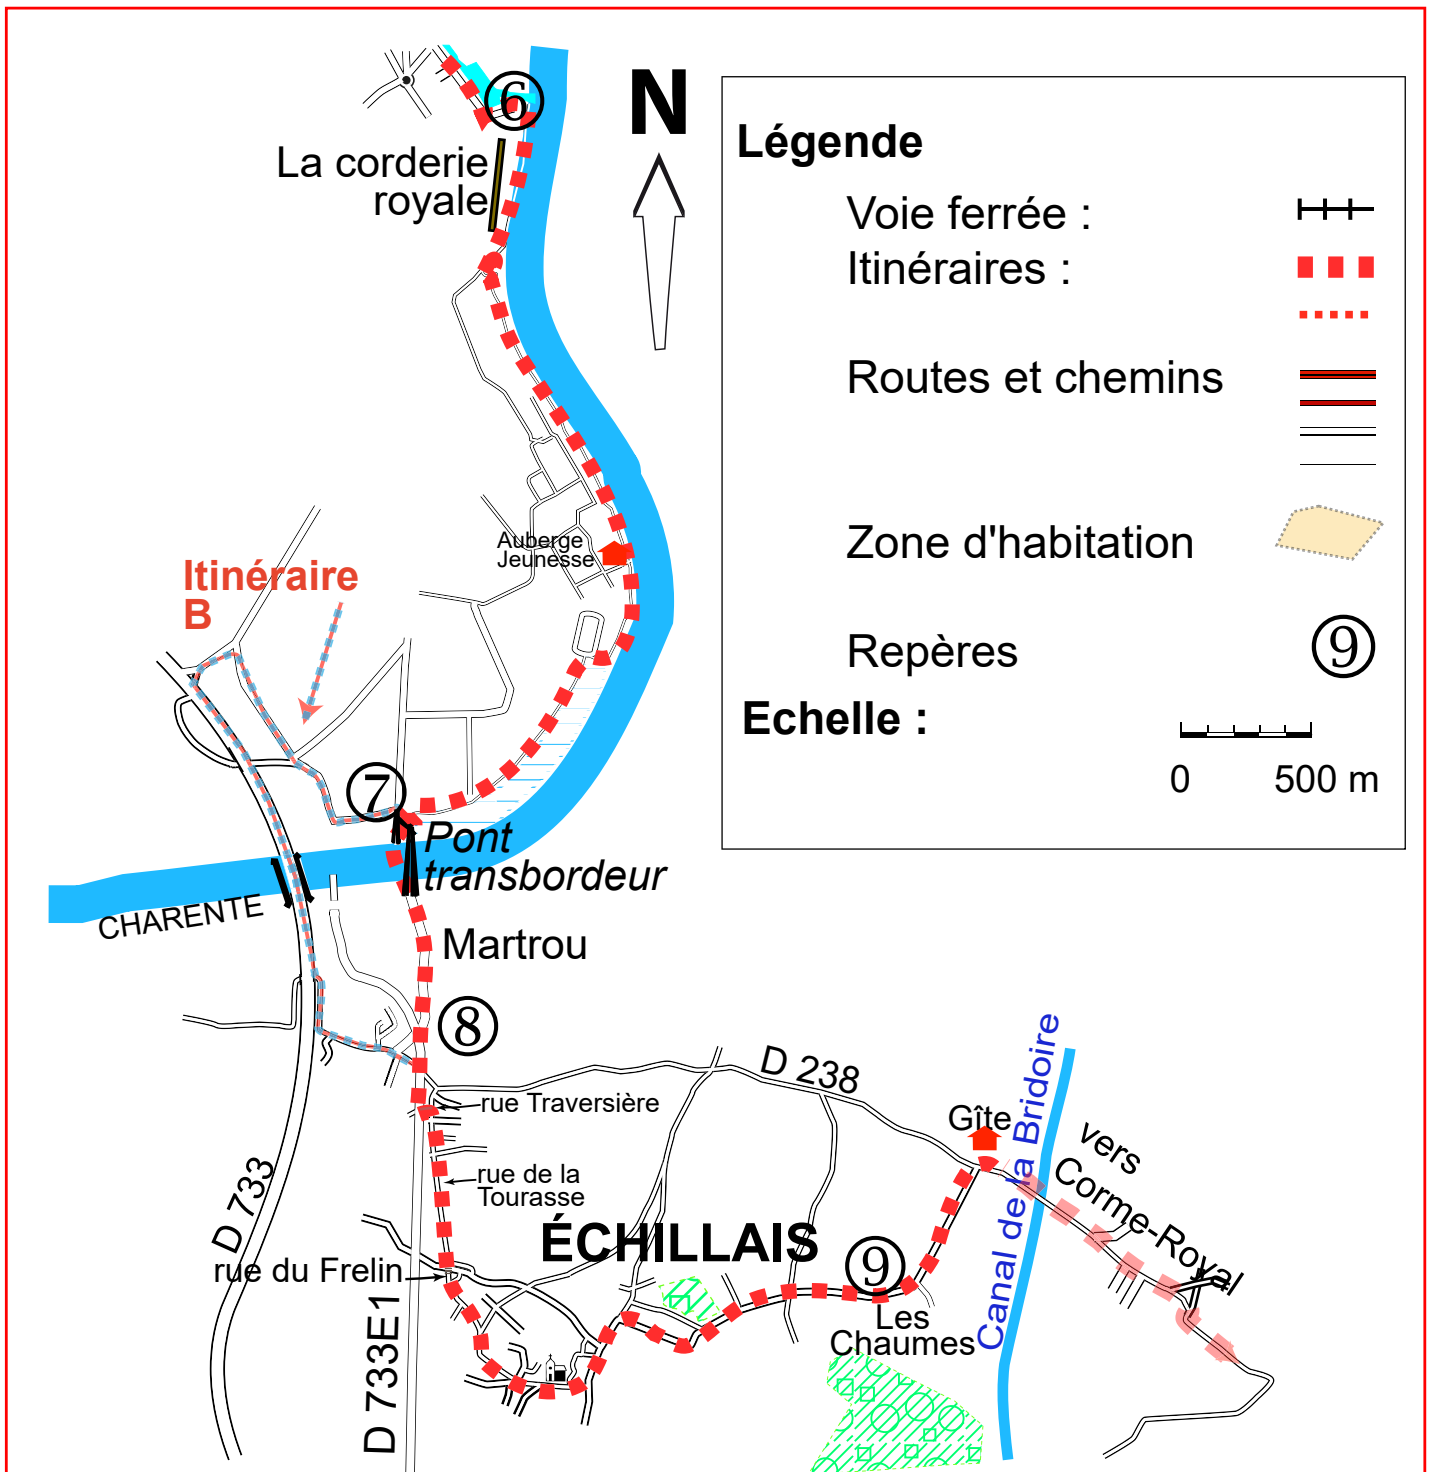 6
N
La corderie
royale
Légende
Voie ferrée :
Itinéraires :
Routes et chemins
Zone d'habitation
Repères
9
Echelle :
0 500 m
Auberge
Jeunesse
Itinéraire
B
7
Pont
transbordeur
CHARENTE
Martrou
8
D 238
rue Traversière
Gîte
Canal de la Bridoire
vers
Corme-Royal
rue de la
Tourasse
D 733
ÉCHILLAIS
rue du Frelin
9
Les
Chaumes
D 733E1